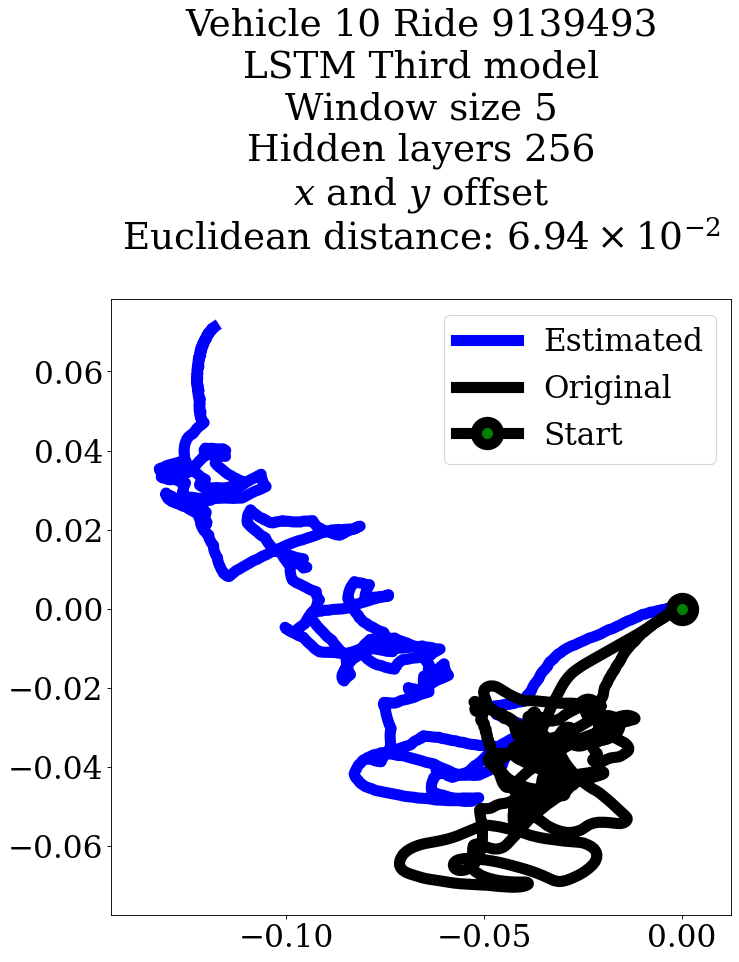 Vehicle 10 Ride 9139493
LSTM Third model
Window size 5
Hidden layers 256
x and y offset
Euclidean distance: 6.94 × 10⁻²
Estimated
Original
Start
0.06
0.04
0.02
0.00
−0.02
−0.04
−0.06
−0.10
−0.05
0.00